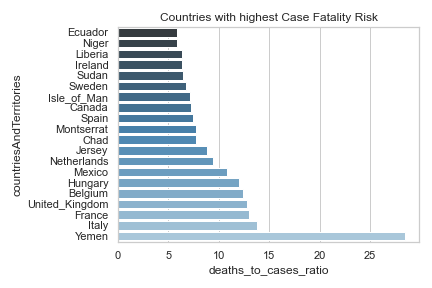 Countries with highest Case Fatality Risk
countriesAndTerritories
Ecuador
Niger
Liberia
Ireland
Sudan
Sweden
Isle_of_Man
Canada
Spain
Montserrat
Chad
Jersey
Netherlands
Mexico
Hungary
Belgium
United_Kingdom
France
Italy
Yemen
0 5 10 15 20 25
deaths_to_cases_ratio